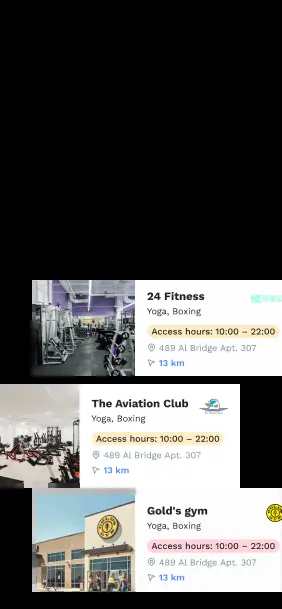 24 Fitness
Yoga, Boxing
Access hours: 10:00 – 22:00
489 Al Bridge Apt. 307
13 km
The Aviation Club
Yoga, Boxing
Access hours: 10:00 – 22:00
489 Al Bridge Apt. 307
13 km
Gold's gym
Yoga, Boxing
Access hours: 10:00 – 22:00
489 Al Bridge Apt. 307
13 km